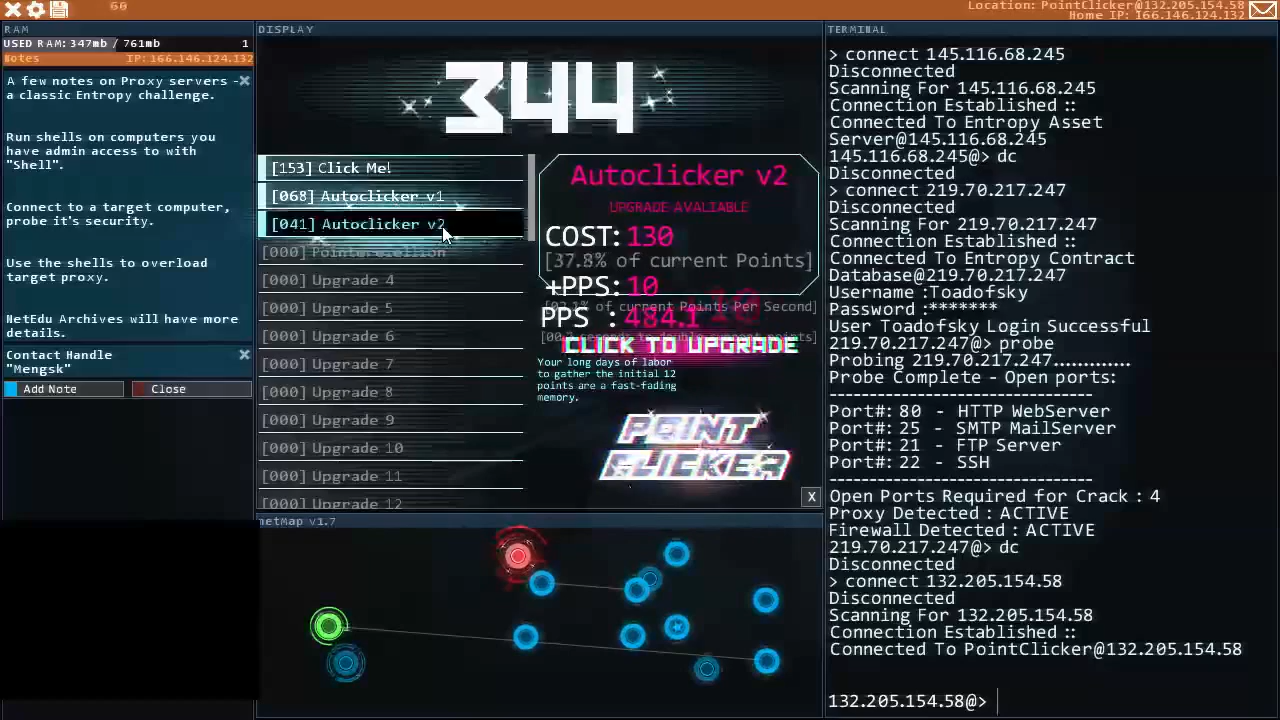 60
Location: PointClicker@132.205.154.58
Home IP: 166.146.124.132
RAM
USED RAM: 347mb / 761mb 1
Notes IP: 166.146.124.132
A few notes on Proxy servers -
a classic Entropy challenge.
Run shells on computers you
have admin access to with
"Shell".
Connect to a target computer,
probe it's security.
Use the shells to overload
target proxy.
NetEdu Archives will have more
details.
Contact Handle
"Mengsk"
Add Note
Close
DISPLAY
344
[153] Click Me!
[068] Autoclicker v1
[041] Autoclicker v2
[000] Pointereiellion
[000] Upgrade 4
[000] Upgrade 5
[000] Upgrade 6
[000] Upgrade 7
[000] Upgrade 8
[000] Upgrade 9
[000] Upgrade 10
[000] Upgrade 11
[000] Upgrade 12
Autoclicker v2
UPGRADE AVALIABLE
COST: 130
[37.8% of current Points]
+PPS: 10
[02.1% of current Points Per Second]
PPS : 484.1
CLICK TO UPGRADE
Your long days of labor
to gather the initial 12
points are a fast-fading
memory.
POINT
CLICKER
X
netMap v1.7
TERMINAL
> connect 145.116.68.245
Disconnected
Scanning For 145.116.68.245
Connection Established ::
Connected To Entropy Asset
Server@145.116.68.245
145.116.68.245@> dc
Disconnected
> connect 219.70.217.247
Disconnected
Scanning For 219.70.217.247
Connection Established ::
Connected To Entropy Contract
Database@219.70.217.247
Username :Toadofsky
Password :*******
User Toadofsky Login Successful
219.70.217.247@> probe
Probing 219.70.217.247.............
Probe Complete - Open ports:
---------------------------------
Port#: 80 - HTTP WebServer
Port#: 25 - SMTP MailServer
Port#: 21 - FTP Server
Port#: 22 - SSH
---------------------------------
Open Ports Required for Crack : 4
Proxy Detected : ACTIVE
Firewall Detected : ACTIVE
219.70.217.247@> dc
Disconnected
> connect 132.205.154.58
Disconnected
Scanning For 132.205.154.58
Connection Established ::
Connected To PointClicker@132.205.154.58
132.205.154.58@>